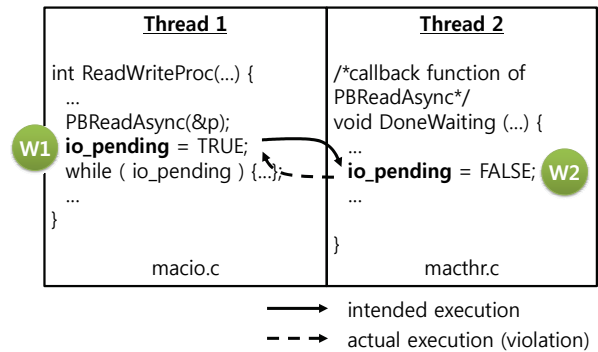 Thread 1
int ReadWriteProc(...) {
...
PBReadAsync(&p);
W1
io_pending = TRUE;
while ( io_pending ) {...};
...
}
macio.c
Thread 2
/*callback function of
PBReadAsync*/
void DoneWaiting (...) {
...
io_pending = FALSE;
W2
...
}
macthr.c
intended execution
actual execution (violation)